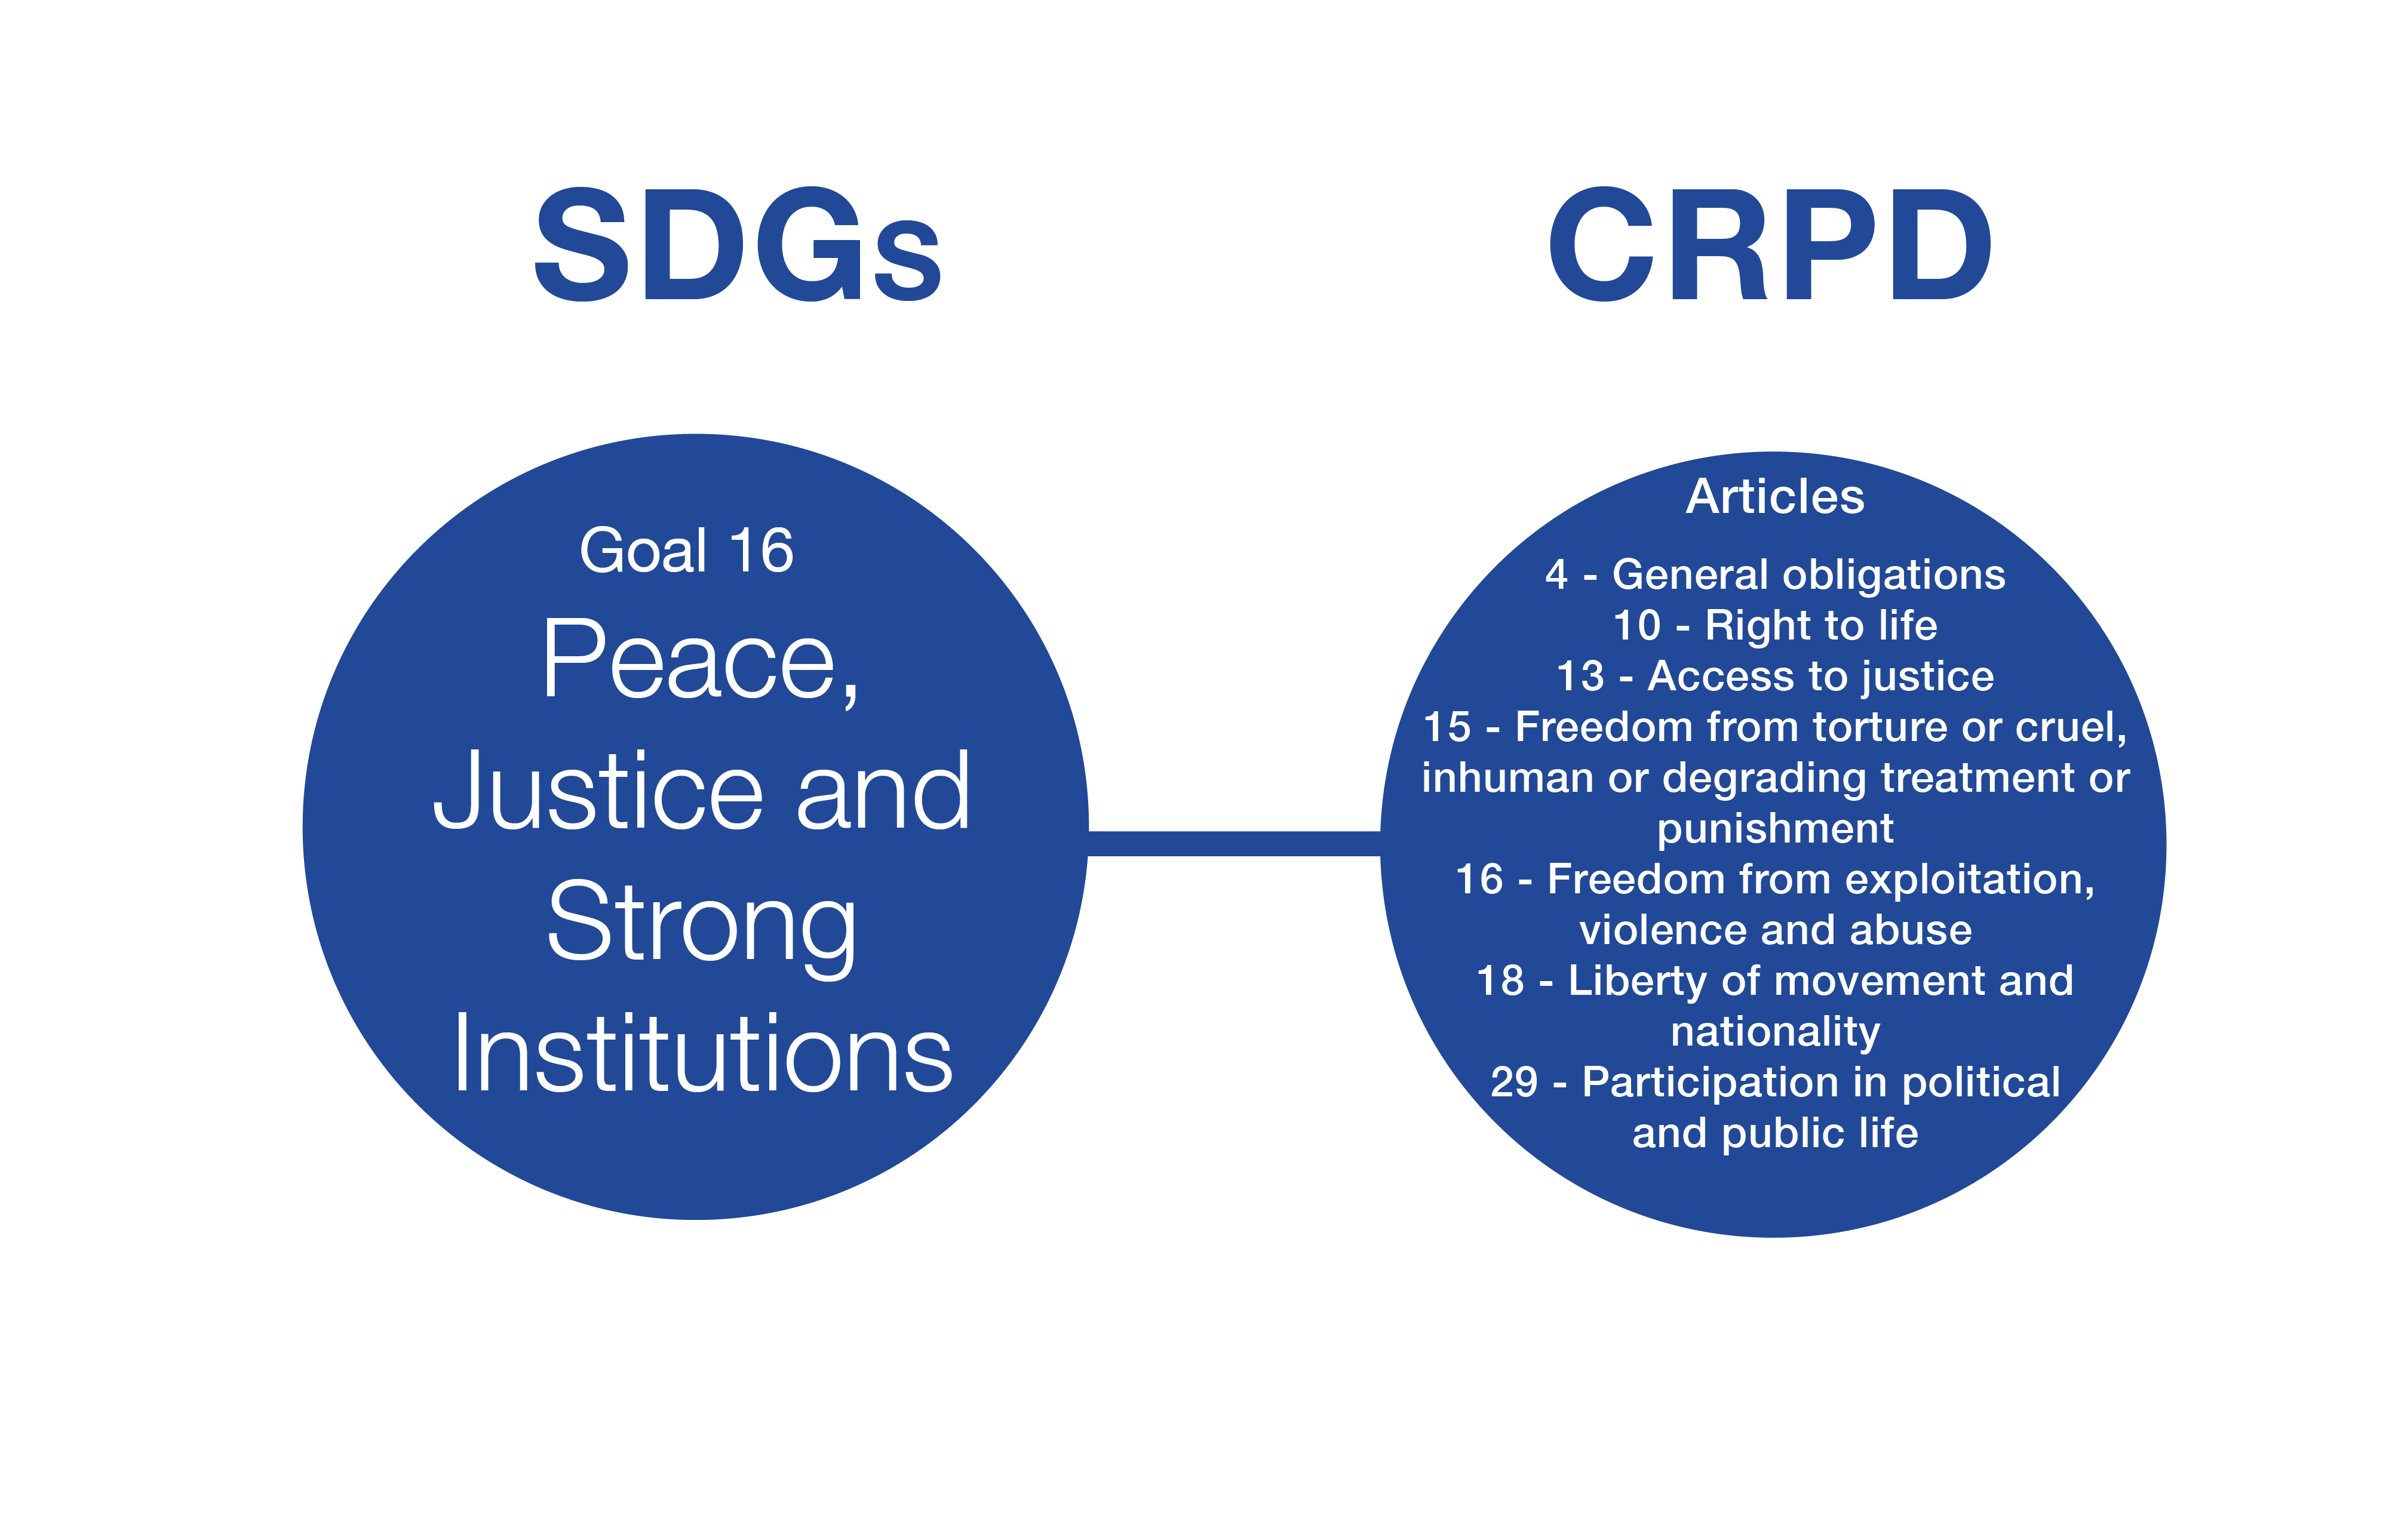 SDGs
CRPD
Goal 16
Peace,
Justice and
Strong
Institutions
Articles
4 - General obligations
10 - Right to life
13 - Access to justice
15 - Freedom from torture or cruel,
inhuman or degrading treatment or
punishment
16 - Freedom from exploitation,
violence and abuse
18 - Liberty of movement and
nationality
29 - Participation in political
and public life